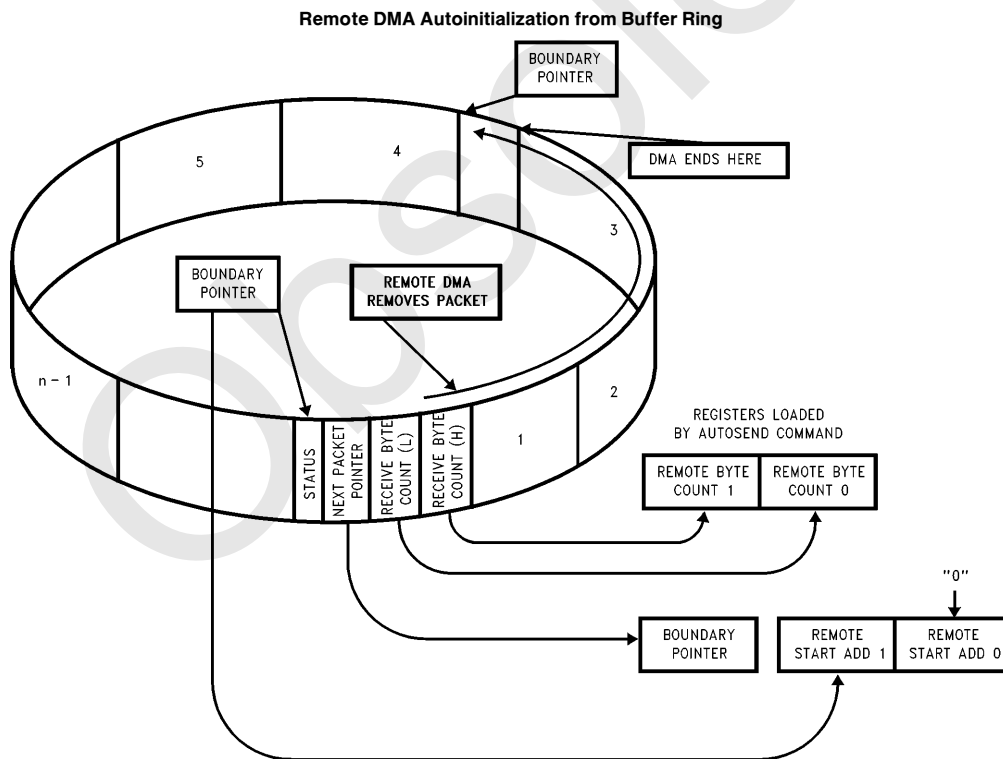 Remote DMA Autoinitialization from Buffer Ring
BOUNDARY
POINTER
5
4
DMA ENDS HERE
3
BOUNDARY
POINTER
REMOTE DMA
REMOVES PACKET
n - 1
2
1
STATUS
NEXT PACKET
POINTER
RECEIVE BYTE
COUNT (L)
RECEIVE BYTE
COUNT (H)
REGISTERS LOADED
BY AUTOSEND COMMAND
REMOTE BYTE
COUNT 1
REMOTE BYTE
COUNT 0
"0"
BOUNDARY
POINTER
REMOTE
START ADD 1
REMOTE
START ADD 0
Obsol